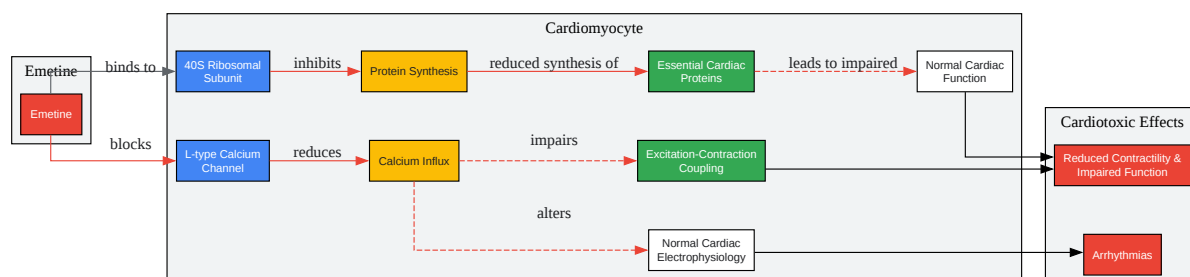 Cardiomyocyte
Emetine
Emetine
binds to
40S Ribosomal
Subunit
inhibits
Protein Synthesis
reduced synthesis of
Essential Cardiac
Proteins
leads to impaired
Normal Cardiac
Function
blocks
L-type Calcium
Channel
reduces
Calcium Influx
impairs
Excitation-Contraction
Coupling
alters
Normal Cardiac
Electrophysiology
Cardiotoxic Effects
Reduced Contractility &
Impaired Function
Arrhythmias